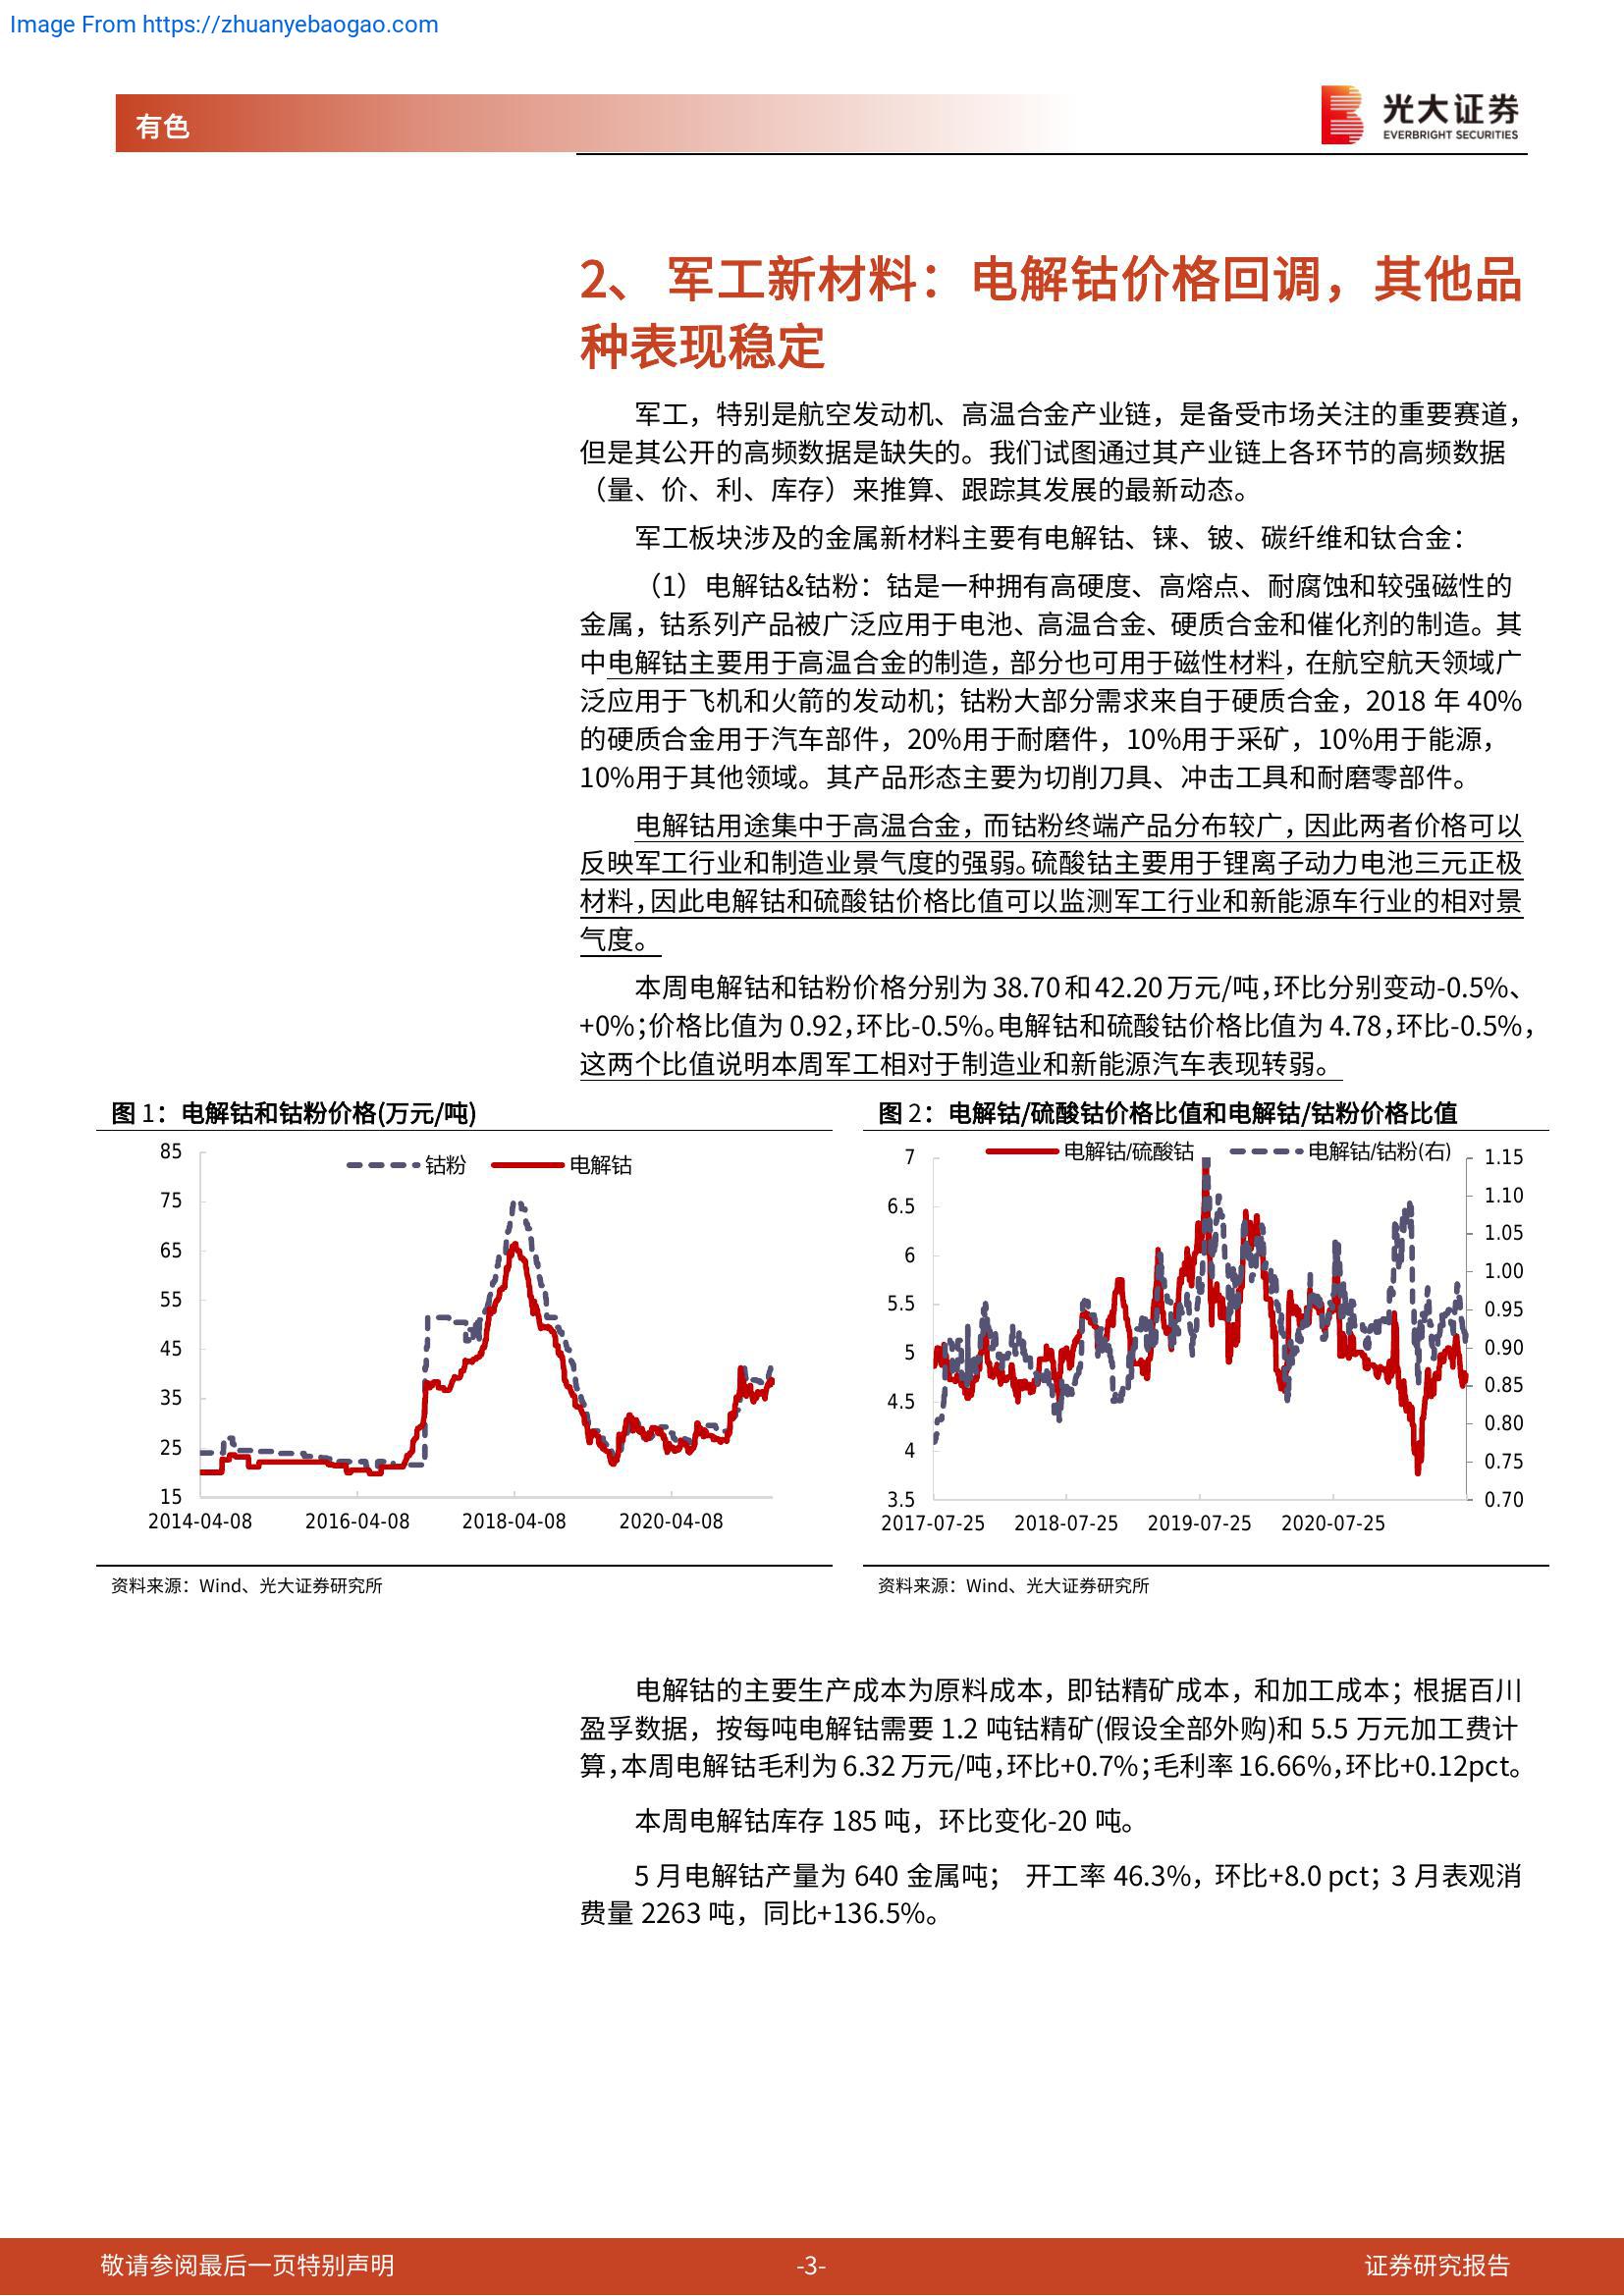 Image From https://zhuanyebaogao.com
有色
光大证券
EVERBRIGHT SECURITIES
2、 军工新材料：电解钴价格回调，其他品
种表现稳定
军工，特别是航空发动机、高温合金产业链，是备受市场关注的重要赛道，
但是其公开的高频数据是缺失的。我们试图通过其产业链上各环节的高频数据
（量、价、利、库存）来推算、跟踪其发展的最新动态。
军工板块涉及的金属新材料主要有电解钴、铼、铍、碳纤维和钛合金：
（1）电解钴&钴粉：钴是一种拥有高硬度、高熔点、耐腐蚀和较强磁性的
金属，钴系列产品被广泛应用于电池、高温合金、硬质合金和催化剂的制造。其
中电解钴主要用于高温合金的制造，部分也可用于磁性材料，在航空航天领域广
泛应用于飞机和火箭的发动机；钴粉大部分需求来自于硬质合金，2018 年 40%
的硬质合金用于汽车部件，20%用于耐磨件，10%用于采矿，10%用于能源，
10%用于其他领域。其产品形态主要为切削刀具、冲击工具和耐磨零部件。
电解钴用途集中于高温合金，而钴粉终端产品分布较广，因此两者价格可以
反映军工行业和制造业景气度的强弱。硫酸钴主要用于锂离子动力电池三元正极
材料，因此电解钴和硫酸钴价格比值可以监测军工行业和新能源车行业的相对景
气度。
本周电解钴和钴粉价格分别为 38.70 和 42.20 万元/吨，环比分别变动-0.5%、
+0%；价格比值为 0.92，环比-0.5%。电解钴和硫酸钴价格比值为 4.78，环比-0.5%，
这两个比值说明本周军工相对于制造业和新能源汽车表现转弱。
图 1：电解钴和钴粉价格(万元/吨)
85
75
65
55
45
35
25
15
钴粉
电解钴
2014-04-08 2016-04-08 2018-04-08 2020-04-08
资料来源：Wind、光大证券研究所
图 2：电解钴/硫酸钴价格比值和电解钴/钴粉价格比值
电解钴/硫酸钴
电解钴/钴粉(右)
7
6.5
6
5.5
5
4.5
4
3.5
1.15
1.10
1.05
1.00
0.95
0.90
0.85
0.80
0.75
0.70
2017-07-25 2018-07-25 2019-07-25 2020-07-25
资料来源：Wind、光大证券研究所
电解钴的主要生产成本为原料成本，即钴精矿成本，和加工成本；根据百川
盈孚数据，按每吨电解钴需要 1.2 吨钴精矿(假设全部外购)和 5.5 万元加工费计
算，本周电解钴毛利为 6.32 万元/吨，环比+0.7%；毛利率 16.66%，环比+0.12pct。
本周电解钴库存 185 吨，环比变化-20 吨。
5 月电解钴产量为 640 金属吨； 开工率 46.3%，环比+8.0 pct；3 月表观消
费量 2263 吨，同比+136.5%。
敬请参阅最后一页特别声明
-3-
证券研究报告